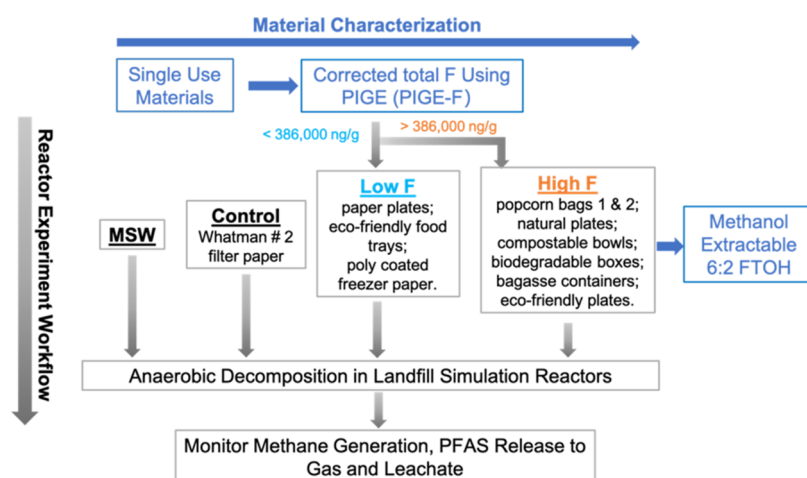 Material Characterization
Single Use
Materials
Corrected total F Using
PIGE (PIGE-F)
< 386,000 ng/g
> 386,000 ng/g
Reactor Experiment Workflow
MSW
Control
Whatman # 2
filter paper
Low F
paper plates;
eco-friendly food
trays;
poly coated
freezer paper.
High F
popcorn bags 1 & 2;
natural plates;
compostable bowls;
biodegradable boxes;
bagasse containers;
eco-friendly plates.
Methanol
Extractable
6:2 FTOH
Anaerobic Decomposition in Landfill Simulation Reactors
Monitor Methane Generation, PFAS Release to
Gas and Leachate